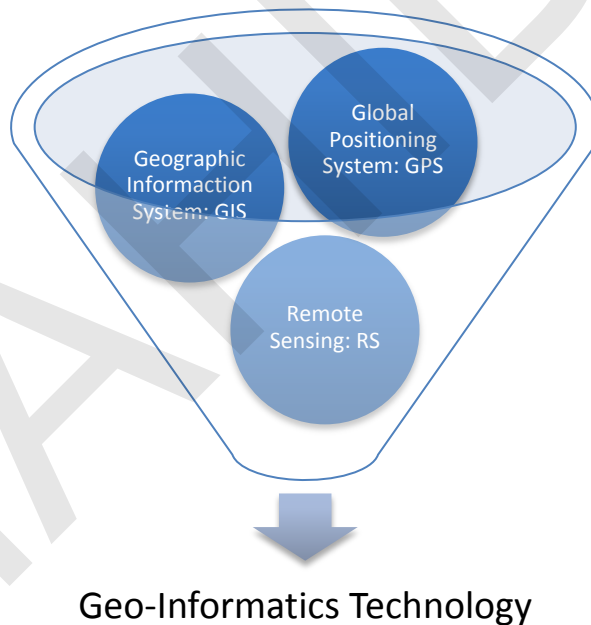 Global
Positioning
System: GPS
Geographic
Informaction
System: GIS
Remote
Sensing: RS
Geo-Informatics Technology